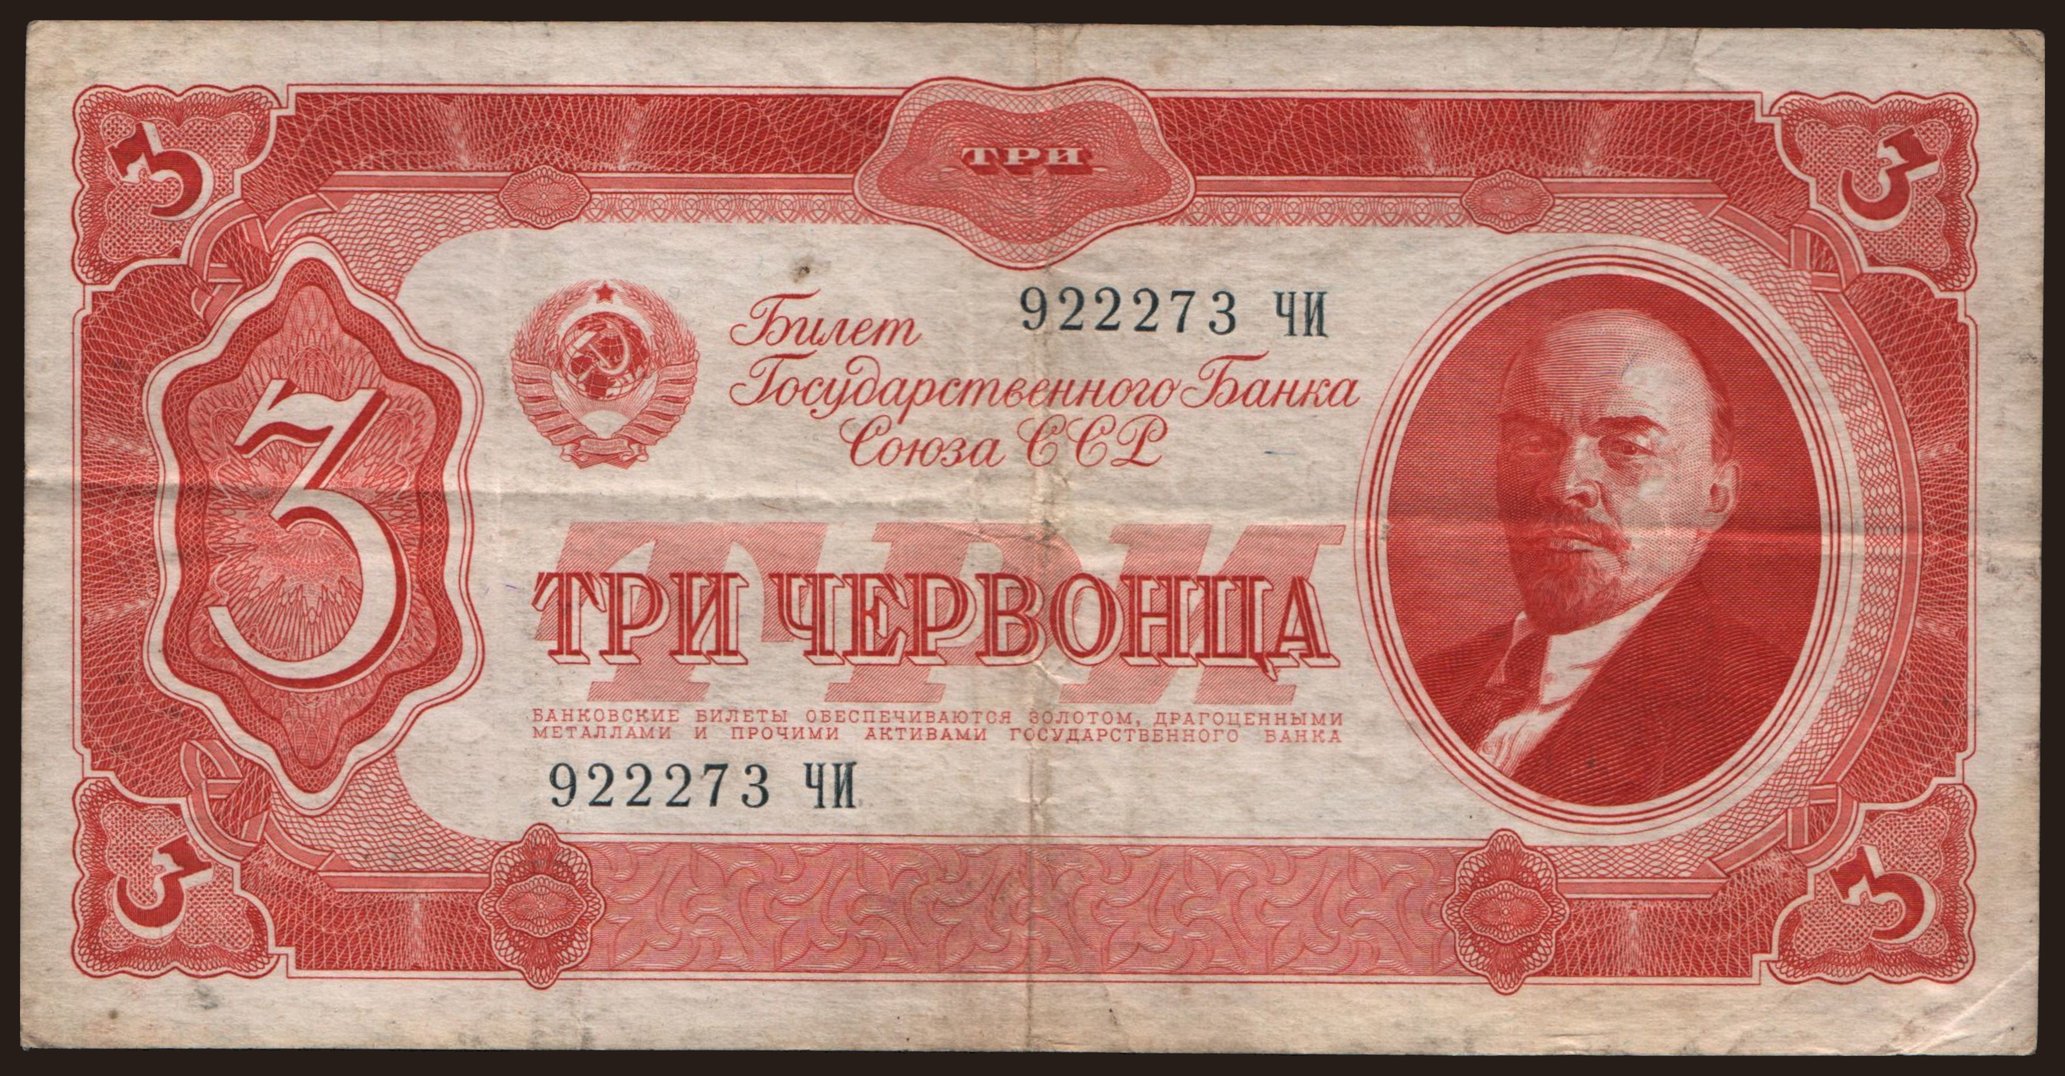 3
ТРИ
3
Билет
922273 ЧИ
Государственного Банка
Союза ССР
3
ТРИ
ТРИ ЧЕРВОНЦА
БАНКОВСКИЕ БИЛЕТЫ ОБЕСПЕЧИВАЮТСЯ ЗОЛОТОМ, ДРАГОЦЕННЫМИ
МЕТАЛЛАМИ И ПРОЧИМИ АКТИВАМИ ГОСУДАРСТВЕННОГО БАНКА
922273 ЧИ
3
3